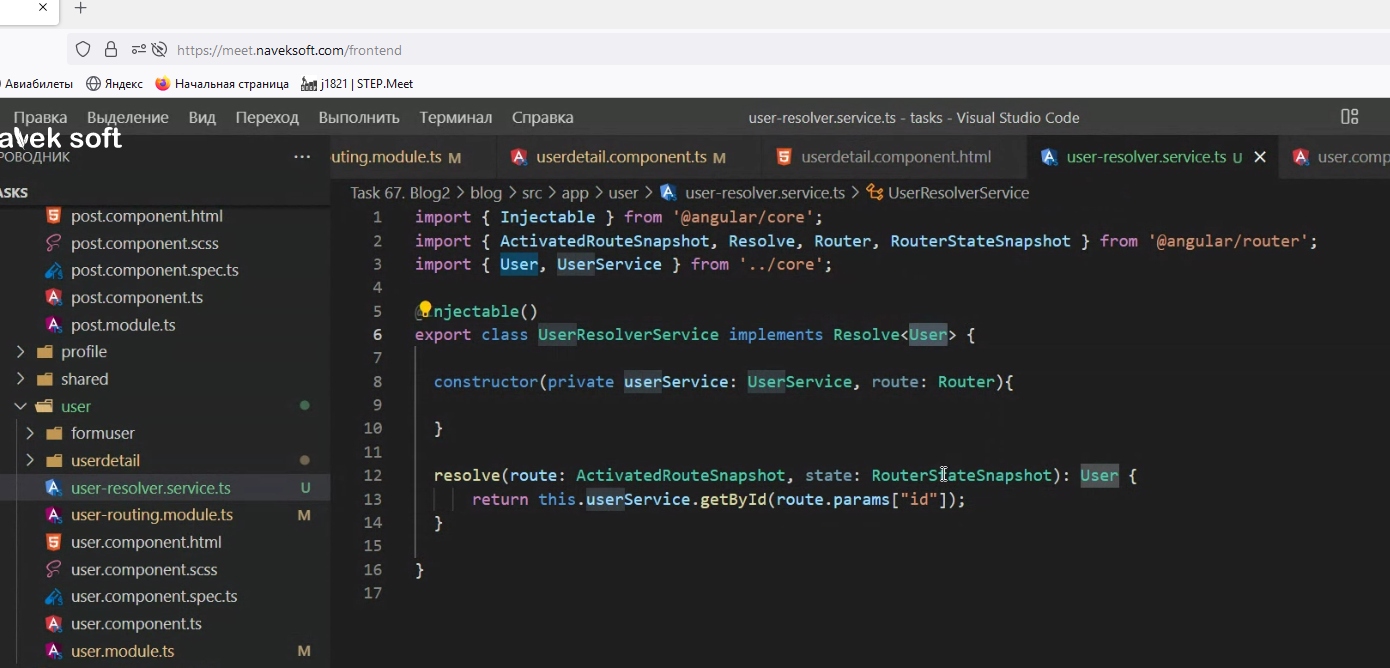 https://meet.naveksoft.com/frontend
Авиабилеты Яндекс Начальная страница j1821 | STEP.Meet
Правка Выделение Вид Переход Выполнить Терминал Справка user-resolver.service.ts - tasks - Visual Studio Code
avek soft
РОВОДНИК ...
uting.module.ts M userdetail.component.ts M userdetail.component.html user-resolver.service.ts U user.comp
ASKS
Task 67. Blog2 > blog > src > app > user > user-resolver.service.ts > UserResolverService
post.component.html
post.component.scss
post.component.spec.ts
post.component.ts
post.module.ts
profile
shared
user
formuser
userdetail
user-resolver.service.ts U
user-routing.module.ts M
user.component.html
user.component.scss
user.component.spec.ts
user.component.ts
user.module.ts M
1 import { Injectable } from '@angular/core';
2 import { ActivatedRouteSnapshot, Resolve, Router, RouterStateSnapshot } from '@angular/router';
3 import { User, UserService } from '../core';
4
5 @njectable()
6 export class UserResolverService implements Resolve<User> {
7
8 constructor(private userService: UserService, route: Router){
9
10 }
11
12 resolve(route: ActivatedRouteSnapshot, state: RouterStateSnapshot): User {
13 return this.userService.getById(route.params["id"]);
14 }
15
16 }
17